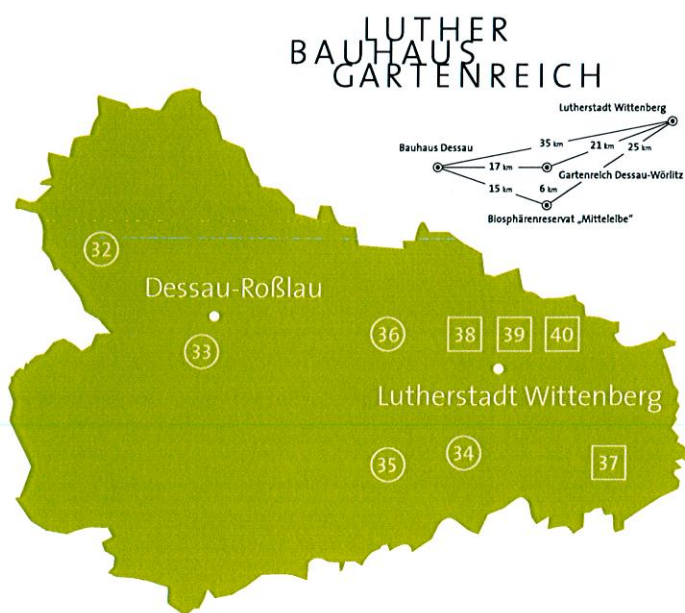 LUTHER
BAUHAUS
GARTENREICH
Lutherstadt Wittenberg
35 km
21 km
25 km
Bauhaus Dessau
17 km
Gartenreich Dessau-Wörlitz
15 km
6 km
Biosphärenreservat „Mittelelbe“
32
Dessau-Roßlau
33
36
38
39
40
Lutherstadt Wittenberg
35
34
37